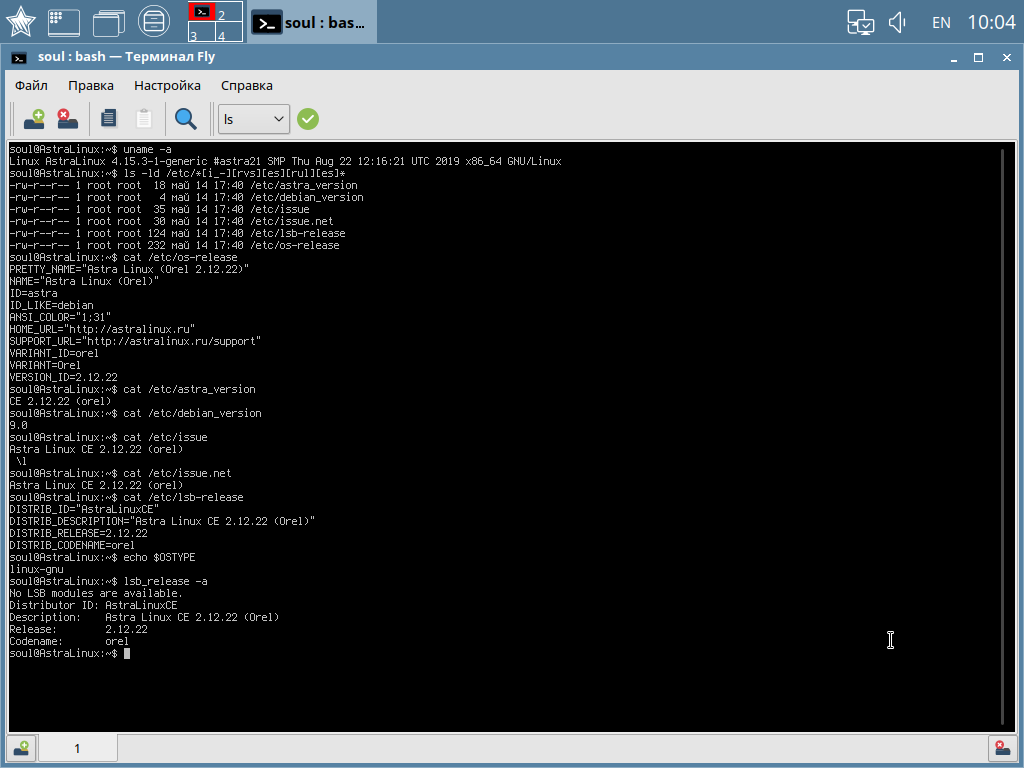 2
3 4
soul : bas...
EN 10:04
soul : bash — Терминал Fly
Файл Правка Настройка Справка
ls
soul@AstraLinux:~$ uname -a
Linux AstraLinux 4.15.3-1-generic #astra21 SMP Thu Aug 22 12:16:21 UTC 2019 x86_64 GNU/Linux
soul@AstraLinux:~$ ls -ld /etc/*[i_-][rvs][es][rul][es]*
-rw-r--r-- 1 root root  18 май 14 17:40 /etc/astra_version
-rw-r--r-- 1 root root   4 май 14 17:40 /etc/debian_version
-rw-r--r-- 1 root root  35 май 14 17:40 /etc/issue
-rw-r--r-- 1 root root  30 май 14 17:40 /etc/issue.net
-rw-r--r-- 1 root root 124 май 14 17:40 /etc/lsb-release
-rw-r--r-- 1 root root 232 май 14 17:40 /etc/os-release
soul@AstraLinux:~$ cat /etc/os-release
PRETTY_NAME="Astra Linux (Orel 2.12.22)"
NAME="Astra Linux (Orel)"
ID=astra
ID_LIKE=debian
ANSI_COLOR="1;31"
HOME_URL="http://astralinux.ru"
SUPPORT_URL="http://astralinux.ru/support"
VARIANT_ID=orel
VARIANT=Orel
VERSION_ID=2.12.22
soul@AstraLinux:~$ cat /etc/astra_version
CE 2.12.22 (orel)
soul@AstraLinux:~$ cat /etc/debian_version
9.0
soul@AstraLinux:~$ cat /etc/issue
Astra Linux CE 2.12.22 (orel)
 \l
soul@AstraLinux:~$ cat /etc/issue.net
Astra Linux CE 2.12.22 (orel)
soul@AstraLinux:~$ cat /etc/lsb-release
DISTRIB_ID="AstraLinuxCE"
DISTRIB_DESCRIPTION="Astra Linux CE 2.12.22 (Orel)"
DISTRIB_RELEASE=2.12.22
DISTRIB_CODENAME=orel
soul@AstraLinux:~$ echo $OSTYPE
linux-gnu
soul@AstraLinux:~$ lsb_release -a
No LSB modules are available.
Distributor ID: AstraLinuxCE
Description:    Astra Linux CE 2.12.22 (Orel)
Release:        2.12.22
Codename:       orel
soul@AstraLinux:~$
1